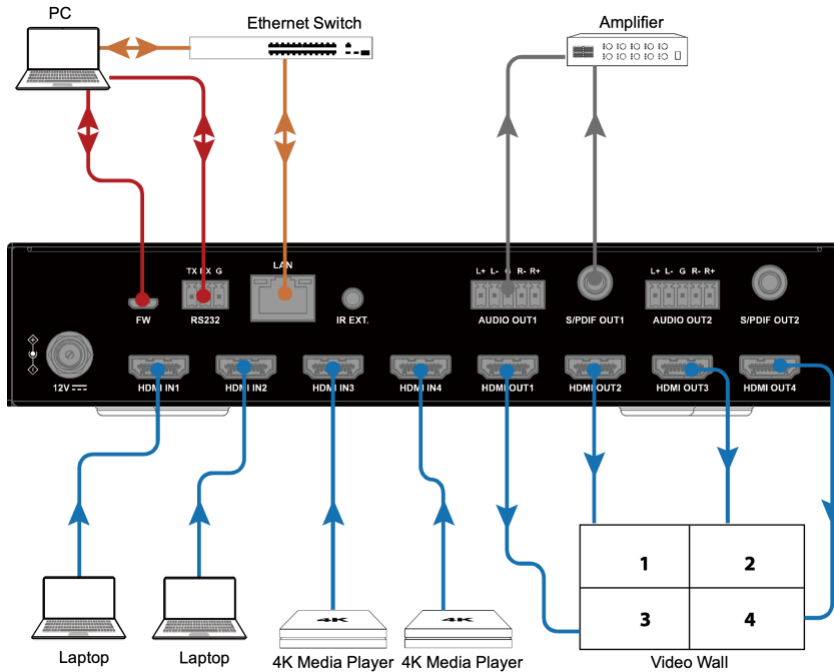 PC
Ethernet Switch
Amplifier
TX RX G
LAN
L+ L- G R- R+
L+ L- G R- R+
FW
RS232
IR EXT.
AUDIO OUT1
S/PDIF OUT1
AUDIO OUT2
S/PDIF OUT2
12V
HDMI IN1
HDMI IN2
HDMI IN3
HDMI IN4
HDMI OUT1
HDMI OUT2
HDMI OUT3
HDMI OUT4
1
2
3
4
4K
4K
Laptop
Laptop
4K Media Player
4K Media Player
Video Wall